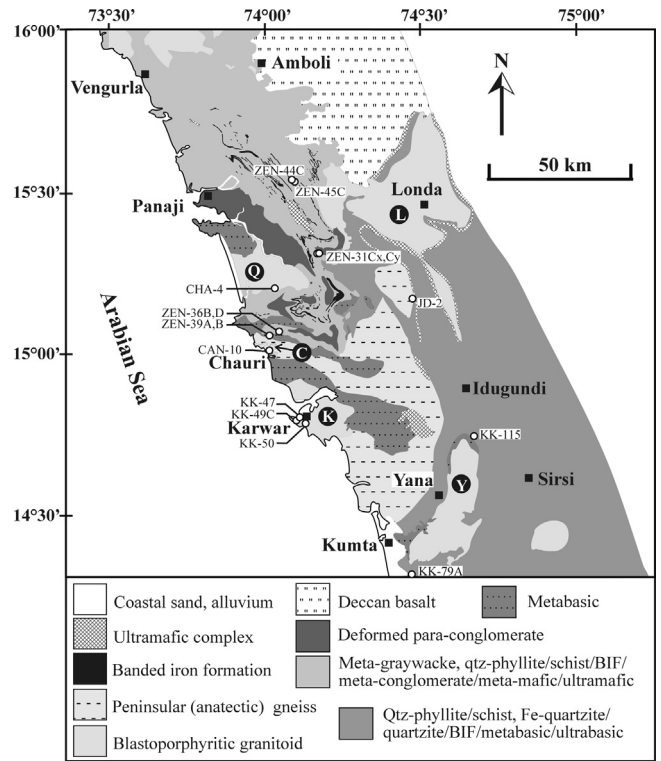 73°30'
74°00'
74°30'
75°00'
16°00'
15°30'
15°00'
14°30'
Amboli
Vengurla
N
50 km
ZEN-44C
ZEN-45C
Londa
Panaji
L
ZEN-31Cx,Cy
Q
CHA-4
JD-2
ZEN-36B,D
ZEN-39A,B
Arabian Sea
CAN-10
C
Chauri
Idugundi
KK-47
KK-49C
Karwar
K
KK-50
KK-115
Yana
Y
Sirsi
Kumta
KK-79A
Coastal sand, alluvium
Deccan basalt
Metabasic
Ultramafic complex
Deformed para-conglomerate
Banded iron formation
Meta-graywacke, qtz-phyllite/schist/BIF/
meta-conglomerate/meta-mafic/ultramafic
Peninsular (anatectic) gneiss
Qtz-phyllite/schist, Fe-quartzite/
quartzite/BIF/metabasic/ultrabasic
Blastoporphyritic granitoid